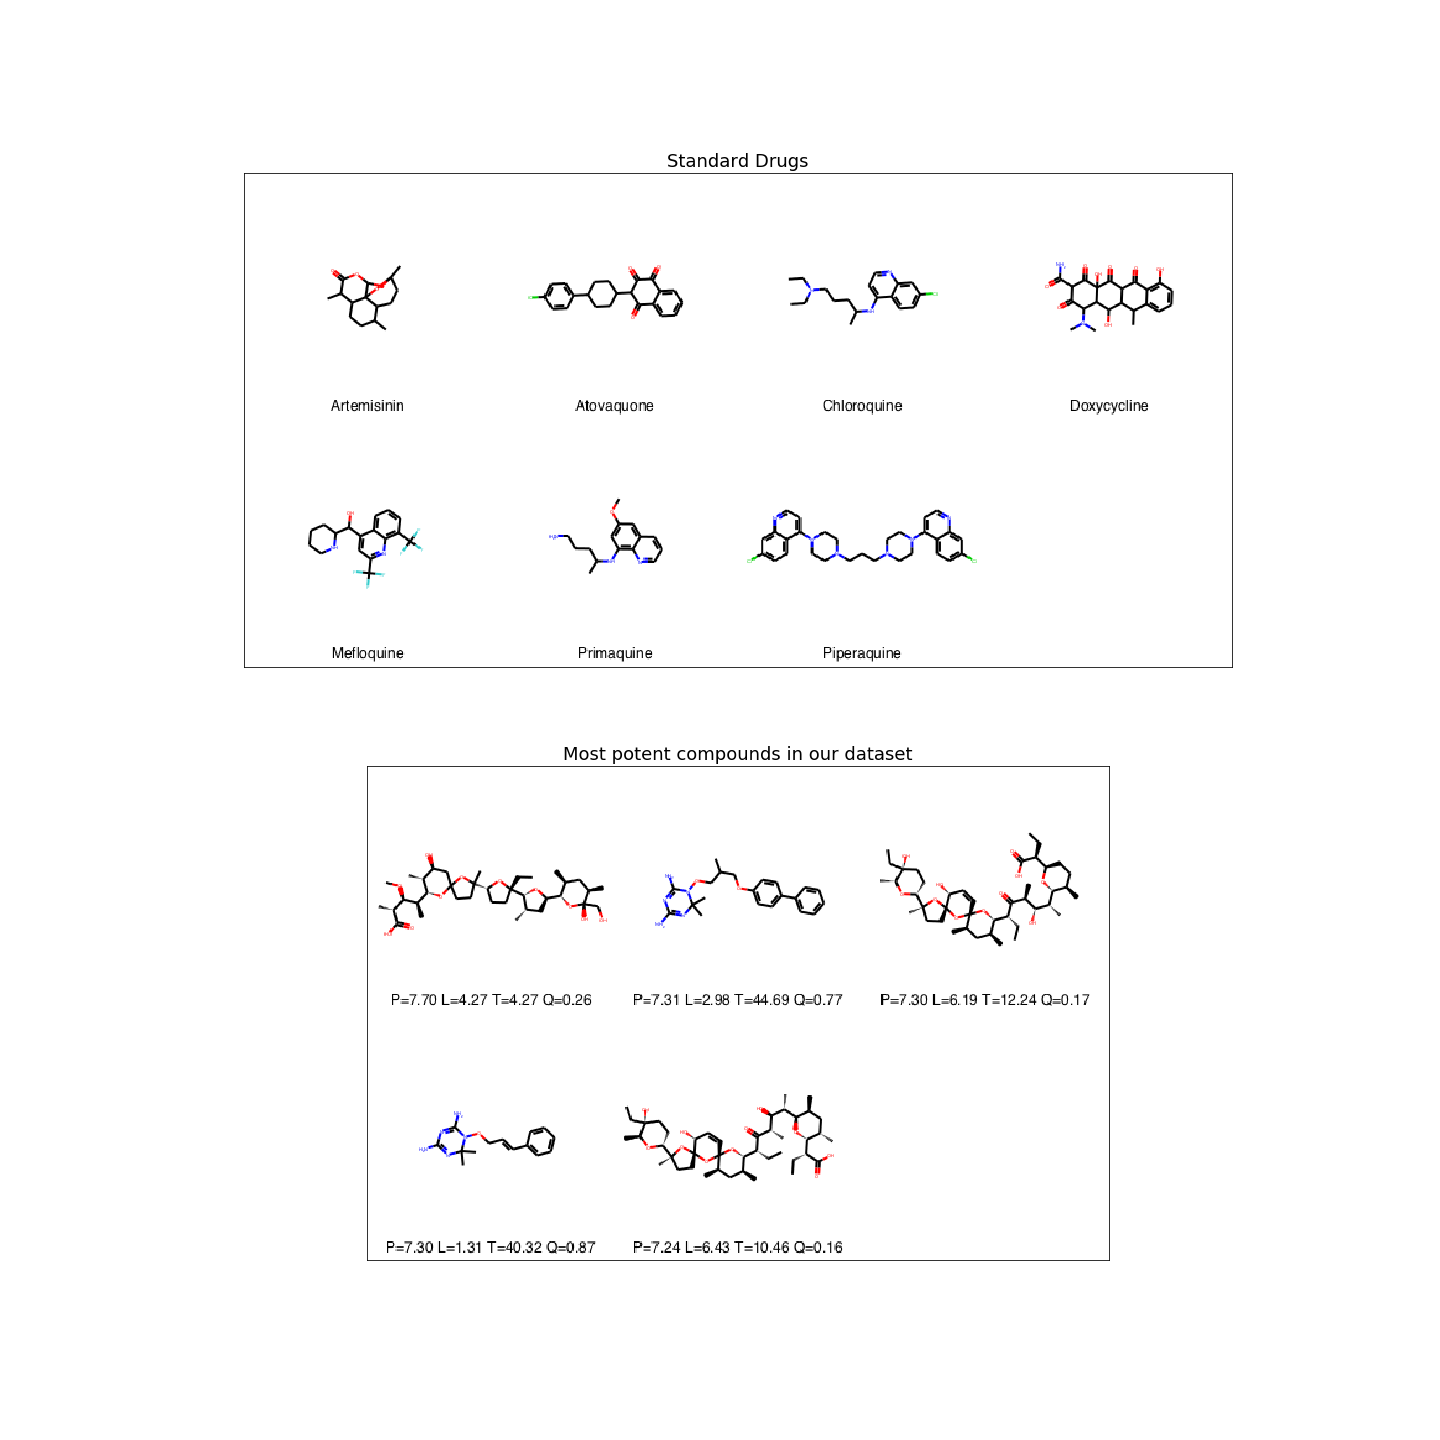 Standard Drugs
Artemisinin
Atovaquone
Chloroquine
Doxycycline
Mefloquine
Primaquine
Piperaquine
Most potent compounds in our dataset
P=7.70 L=4.27 T=4.27 Q=0.26
P=7.31 L=2.98 T=44.69 Q=0.77
P=7.30 L=6.19 T=12.24 Q=0.17
P=7.30 L=1.31 T=40.32 Q=0.87
P=7.24 L=6.43 T=10.46 Q=0.16